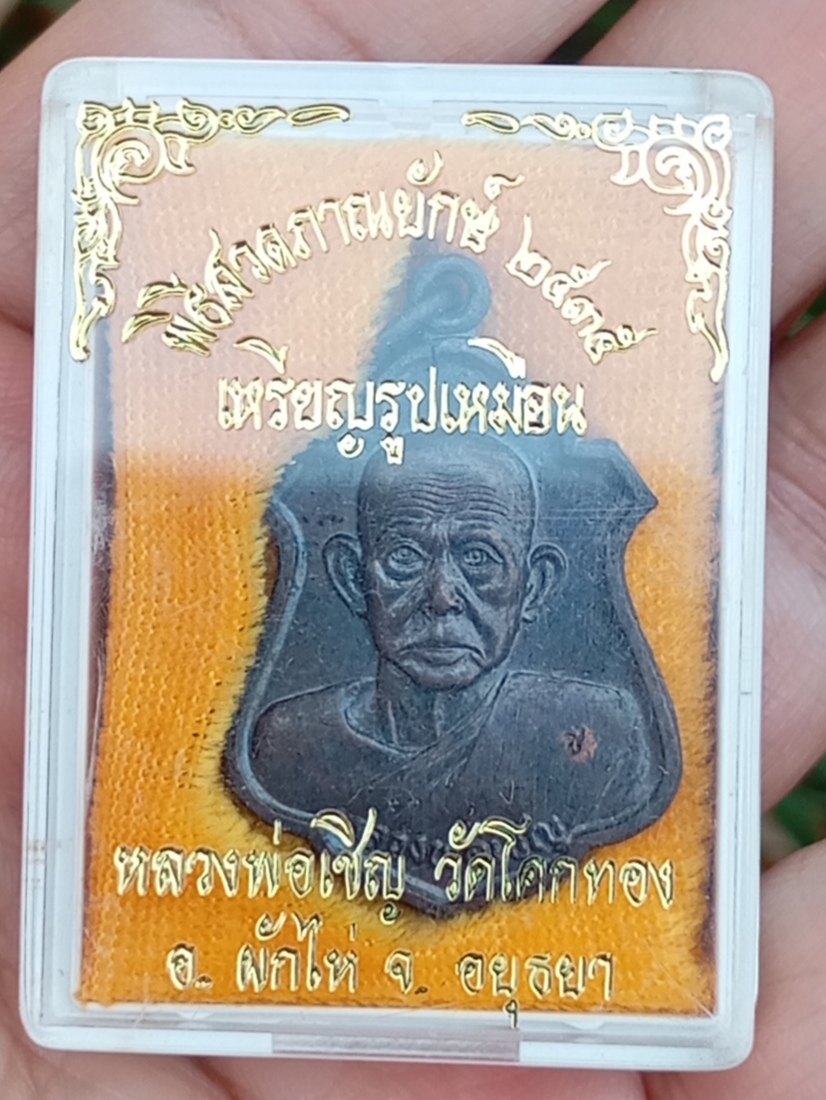 พิธีสวดภาณยักษ์ ๒๕๓๕
เหรียญรูปเหมือน
หลวงพ่อเชิญ วัดโคกทอง
อ. ผักไห่ จ. อยุธยา